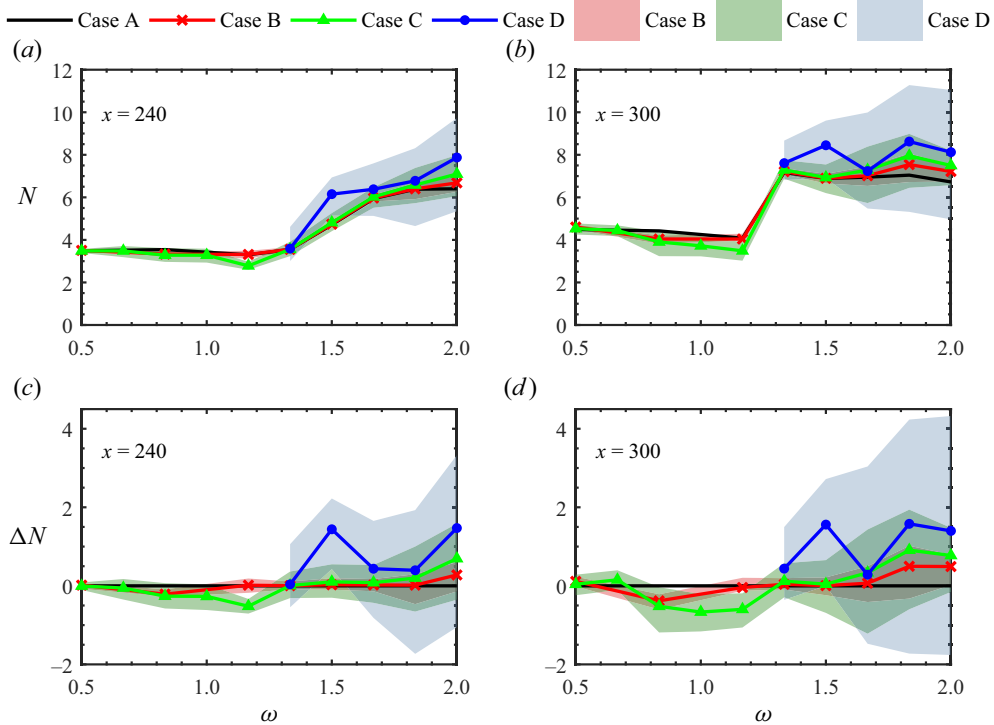 Case A Case B Case C Case D Case B Case C Case D
(a) (b)
12 12
10 10
x = 240 x = 300
8 8
N
6 6
4 4
2 2
0 0
0.5 1.0 1.5 2.0 0.5 1.0 1.5 2.0
(c) (d)
4 4
x = 240 x = 300
2 2
ΔN
0 0
−2 −2
0.5 1.0 1.5 2.0 0.5 1.0 1.5 2.0
ω ω